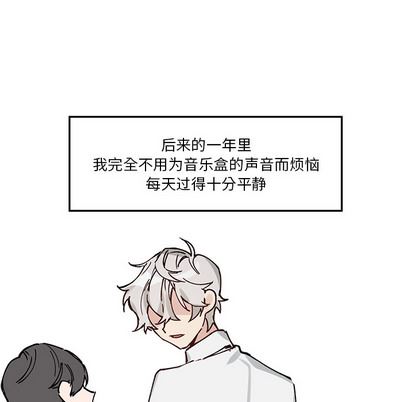 后来的一年里
我完全不用为音乐盒的声音而烦恼
每天过得十分平静